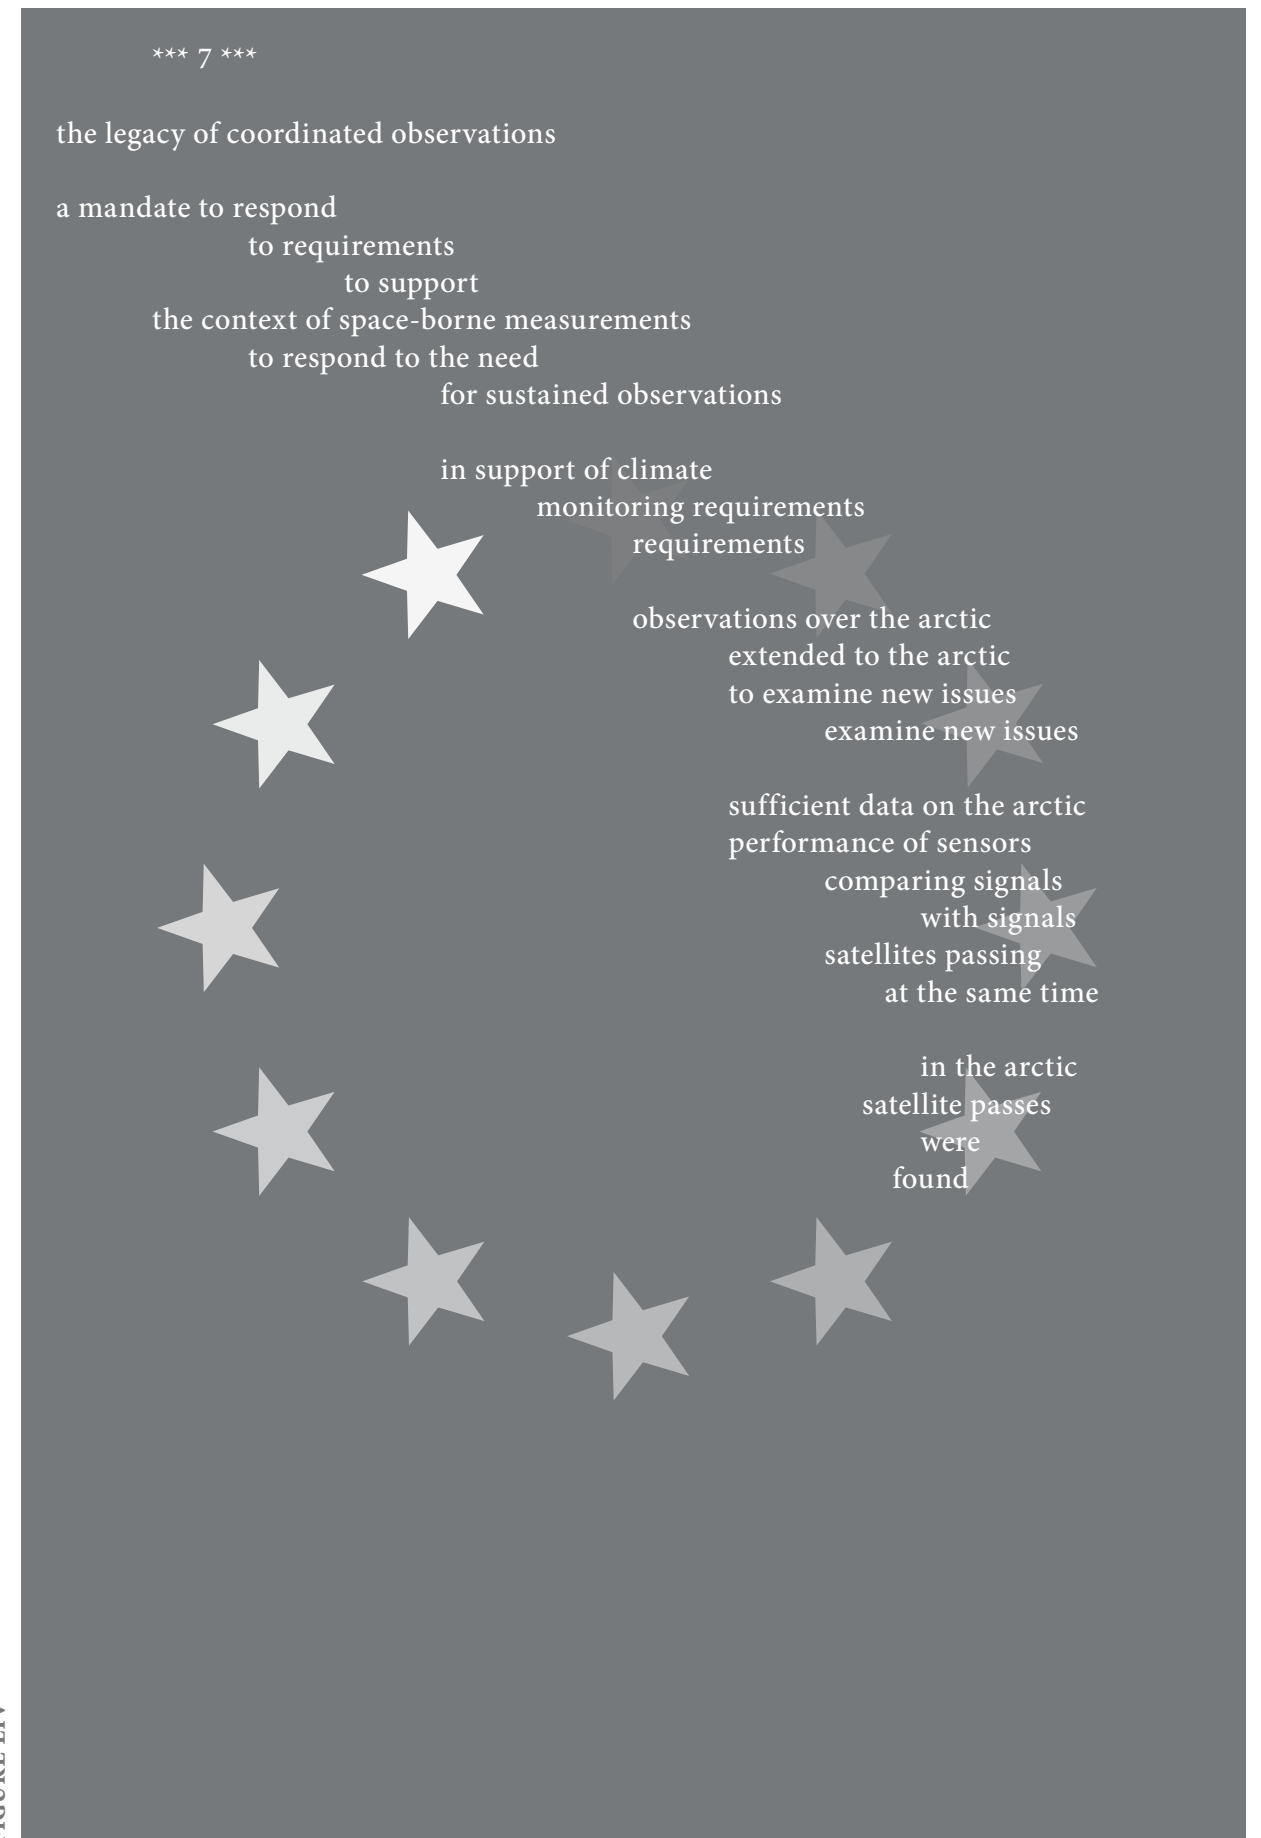 *** 7 ***
the legacy of coordinated observations
a mandate to respond
to requirements
to support
the context of space-borne measurements
to respond to the need
for sustained observations
in support of climate
monitoring requirements
requirements
observations over the arctic
extended to the arctic
to examine new issues
examine new issues
sufficient data on the arctic
performance of sensors
comparing signals
with signals
satellites passing
at the same time
in the arctic
satellite passes
were
found